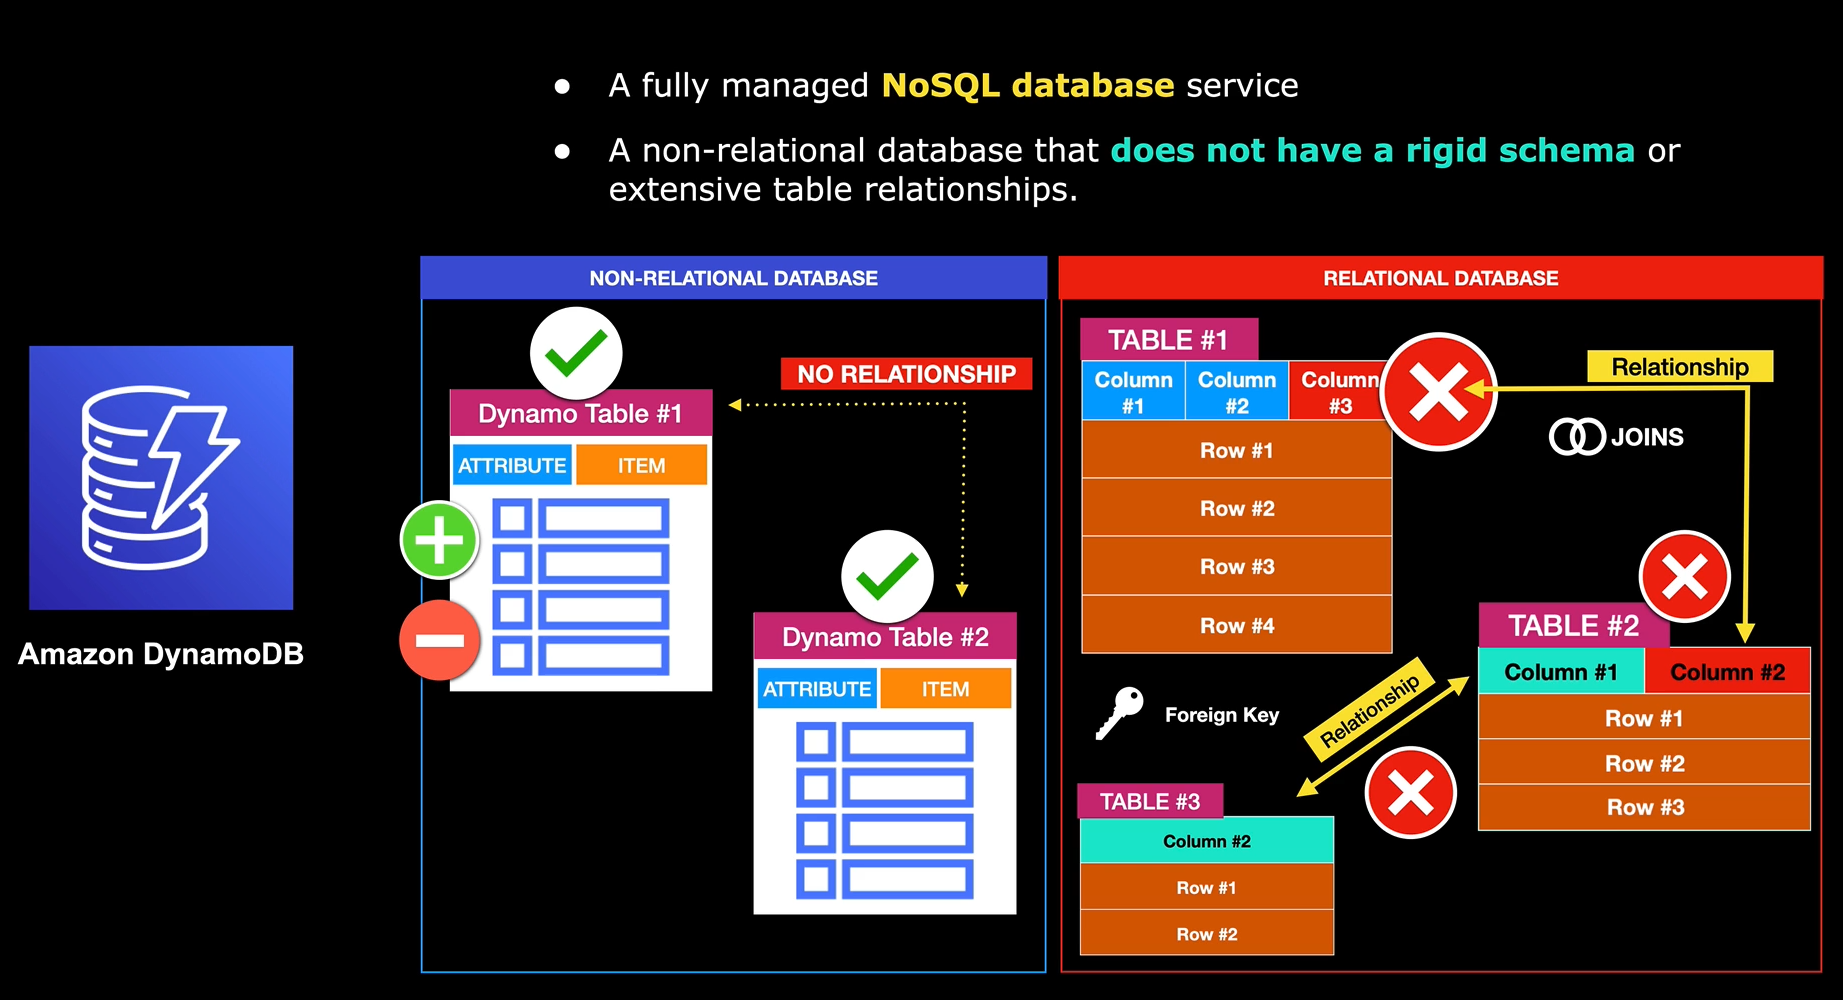 ● A fully managed NoSQL database service
● A non-relational database that does not have a rigid schema or
extensive table relationships.
Amazon DynamoDB
NON-RELATIONAL DATABASE
NO RELATIONSHIP
Dynamo Table #1
ATTRIBUTE ITEM
Dynamo Table #2
ATTRIBUTE ITEM
RELATIONAL DATABASE
TABLE #1
Column #1
Column #2
Column #3
Row #1
Row #2
Row #3
Row #4
Relationship
JOINS
TABLE #2
Column #1 Column #2
Row #1
Row #2
Row #3
Foreign Key
Relationship
TABLE #3
Column #2
Row #1
Row #2